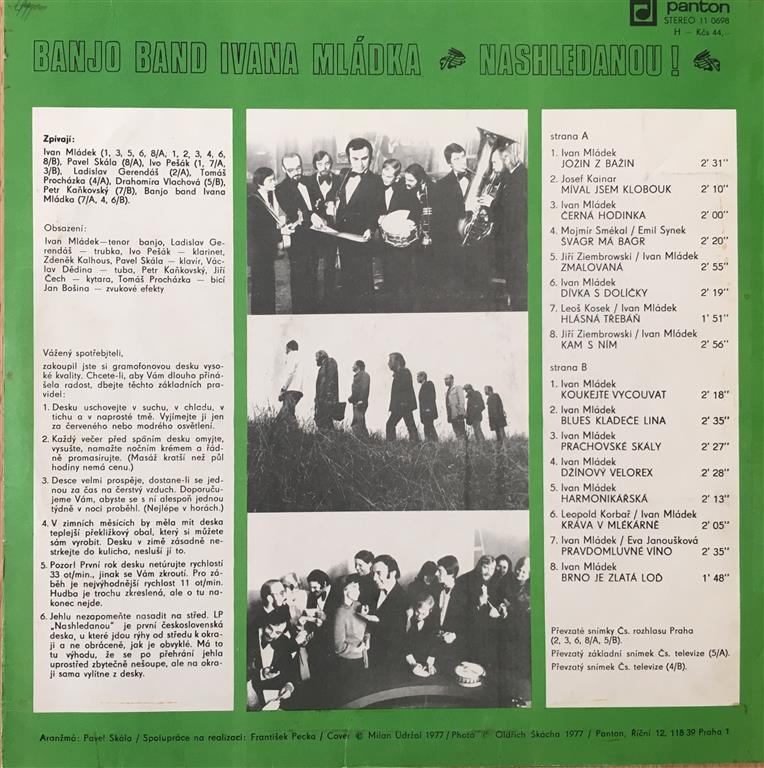 panton
STEREO 11 0698
H – Kčs 44,–
BANJO BAND IVANA MLÁDKA NASHLEDANOU!
Zpívají:
Ivan Mládek (1, 3, 5, 6, 8/A, 1, 2, 3, 4, 6,
8/B), Pavel Skála (8/A), Ivo Pešák (1, 7/A,
3/B), Ladislav Gerendáš (2/A), Tomáš
Procházka (4/A), Drahomíra Vlachová (5/B),
Petr Kaňkovský (7/B), Banjo band Ivana
Mládka (7/A, 4, 6/B).
Obsazení:
Ivan Mládek—tenor banjo, Ladislav Ge-
rendáš — trubka, Ivo Pešák — klarinet,
Zdeněk Kalhous, Pavel Skála — klavír, Vác-
lav Dědina — tuba, Petr Kaňkovský, Jiří
Čech — kytara, Tomáš Procházka — bicí
Jan Bošina — zvukové efekty
Vážený spotřebiteli,
zakoupil jste si gramofonovou desku vyso-
ké kvality. Chcete-li, aby Vám dlouho přiná-
šela radost, dbejte těchto základních pra-
videl:
1. Desku uschovejte v suchu, v chladu, v
tichu a v naprosté tmě. Vyjímejte ji jen
za červeného nebo modrého osvětlení.
2. Každý večer před spáním desku omyjte,
vysušte, namažte nočním krémem a řád-
ně promasírujte. (Masáž kratší než půl
hodiny nemá cenu.)
3. Desce velmi prospěje, dostane-li se jed-
nou za čas na čerstvý vzduch. Doporuču-
jeme Vám, abyste se s ní alespoň jednou
týdně v noci proběhl. (Nejlépe v horách.)
4. V zimních měsících by měla mít deska
teplejší překližkový obal, který si můžete
sám vyrobit. Desku v zimě zásadně ne-
strkejte do kulicha, nesluší jí to.
5. Pozor! První rok desku netúrujte rychlostí
33 ot/min., jinak se Vám zkroutí. Pro zá-
běh je nejvýhodnější rychlost 11 ot/min.
Hudba je trochu zkreslená, ale o tu na-
konec nejde.
6. Jehlu nezapomeňte nasadit na střed. LP
„Nashledanou" je první československá
deska, u které jdou rýhy od středu k okra-
ji a ne obráceně, jak je obvyklé. Má to
tu výhodu, že se po přehrání jehla
uprostřed zbytečně nešoupe, ale na okra-
ji sama vylítne z desky.
strana A
1. Ivan Mládek
JOŽIN Z BAŽIN 2' 31"
2. Josef Kainar
MÍVAL JSEM KLOBOUK 2' 10"
3. Ivan Mládek
ČERNÁ HODINKA 2' 00"
4. Mojmír Smékal / Emil Synek
ŠVAGR MÁ BAGR 2' 20"
5. Jiří Ziembrowski / Ivan Mládek
ZMALOVANÁ 2' 55"
6. Ivan Mládek
DÍVKA S DOLÍČKY 2' 19"
7. Leoš Kosek / Ivan Mládek
HLÁSNÁ TŘEBÁŇ 1' 51"
8. Jiří Ziembrowski / Ivan Mládek
KAM S NÍM 2' 56"
strana B
1. Ivan Mládek
KOUKEJTE VYCOUVAT 2' 18"
2. Ivan Mládek
BLUES KLADEČE LINA 2' 35"
3. Ivan Mládek
PRACHOVSKÉ SKÁLY 2' 27"
4. Ivan Mládek
DŽÍNOVÝ VELOREX 2' 28"
5. Ivan Mládek
HARMONIKÁŘSKÁ 2' 13"
6. Leopold Korbař / Ivan Mládek
KRÁVA V MLÉKÁRNĚ 2' 05"
7. Ivan Mládek / Eva Janoušková
PRAVDOMLUVNÉ VÍNO 2' 35"
8. Ivan Mládek
BRNO JE ZLATÁ LOĎ 1' 48"
Převzaté snímky Čs. rozhlasu Praha
(2, 3, 6, 8/A, 5/B).
Převzatý základní snímek Čs. televize (5/A).
Převzatý snímek Čs. televize (4/B).
Aranžmá: Pavel Skála / Spolupráce na realizaci: František Pecka / Cover © Milan Udržal 1977 / Photo © Oldřich Škácha 1977 / Panton, Říční 12, 118 39 Praha 1